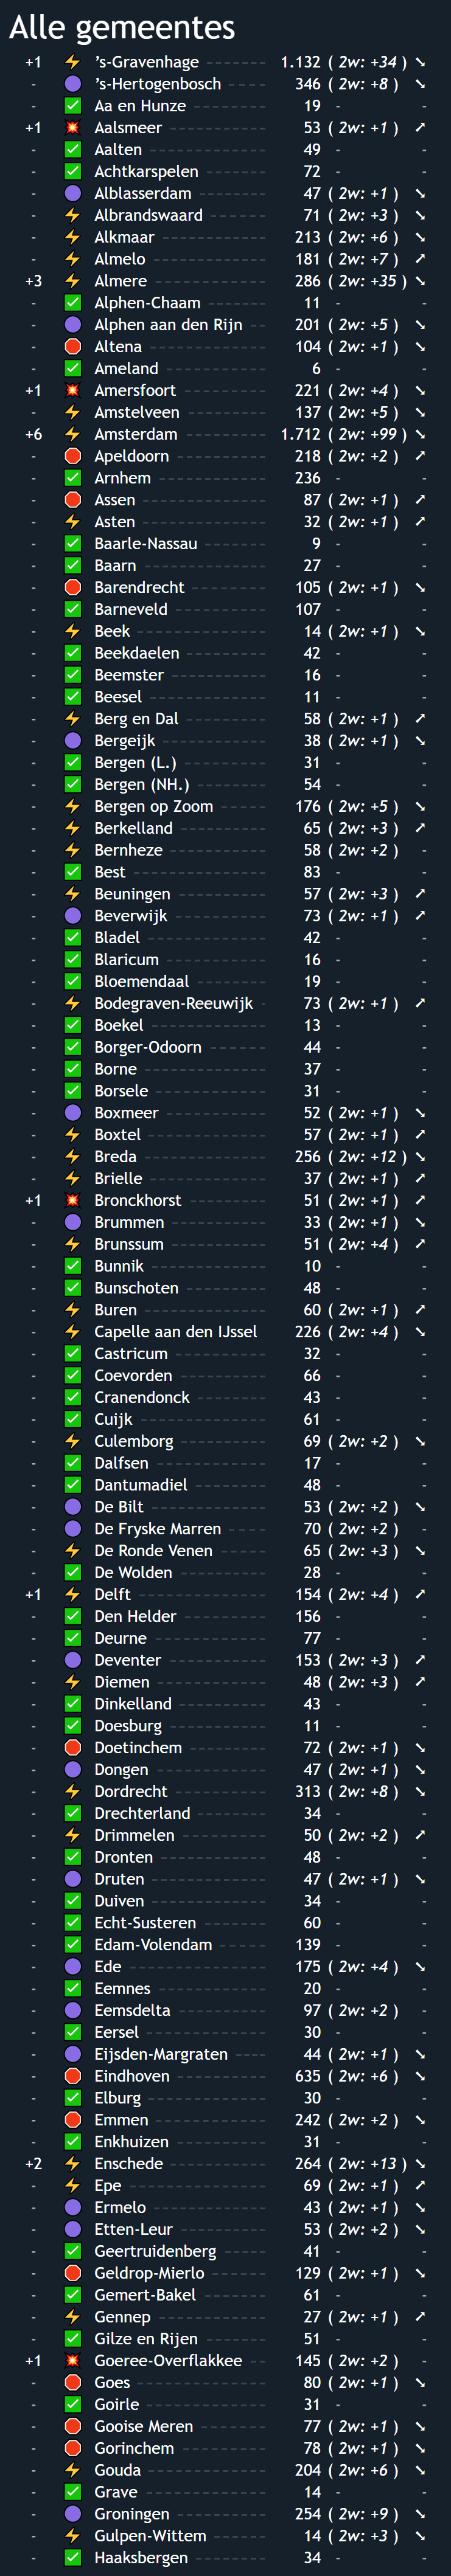 Alle gemeentes
+1 ⚡ ’s-Gravenhage 1.132 ( 2w: +34 ) ➘
- 🟣 ’s-Hertogenbosch 346 ( 2w: +8 ) ➘
- ✅ Aa en Hunze 19 - -
+1 💥 Aalsmeer 53 ( 2w: +1 ) ➚
- ✅ Aalten 49 - -
- ✅ Achtkarspelen 72 - -
- 🟣 Alblasserdam 47 ( 2w: +1 ) ➘
- ⚡ Albrandswaard 71 ( 2w: +3 ) ➘
- ⚡ Alkmaar 213 ( 2w: +6 ) ➘
- ⚡ Almelo 181 ( 2w: +7 ) ➚
+3 ⚡ Almere 286 ( 2w: +35 ) ➘
- ✅ Alphen-Chaam 11 - -
- 🟣 Alphen aan den Rijn 201 ( 2w: +5 ) ➘
- 🛑 Altena 104 ( 2w: +1 ) ➘
- ✅ Ameland 6 - -
+1 💥 Amersfoort 221 ( 2w: +4 ) ➘
- ⚡ Amstelveen 137 ( 2w: +5 ) ➘
+6 ⚡ Amsterdam 1.712 ( 2w: +99 ) ➘
- 🛑 Apeldoorn 218 ( 2w: +2 ) ➚
- ✅ Arnhem 236 - -
- 🛑 Assen 87 ( 2w: +1 ) ➚
- ⚡ Asten 32 ( 2w: +1 ) ➚
- ✅ Baarle-Nassau 9 - -
- ✅ Baarn 27 - -
- 🛑 Barendrecht 105 ( 2w: +1 ) ➘
- ✅ Barneveld 107 - -
- ⚡ Beek 14 ( 2w: +1 ) ➘
- ✅ Beekdaelen 42 - -
- ✅ Beemster 16 - -
- ✅ Beesel 11 - -
- ⚡ Berg en Dal 58 ( 2w: +1 ) ➚
- 🟣 Bergeijk 38 ( 2w: +1 ) ➘
- ✅ Bergen (L.) 31 - -
- ✅ Bergen (NH.) 54 - -
- ⚡ Bergen op Zoom 176 ( 2w: +5 ) ➘
- ⚡ Berkelland 65 ( 2w: +3 ) ➚
- ⚡ Bernheze 58 ( 2w: +2 ) -
- ✅ Best 83 - -
- ⚡ Beuningen 57 ( 2w: +3 ) ➚
- 🟣 Beverwijk 73 ( 2w: +1 ) ➚
- ✅ Bladel 42 - -
- ✅ Blaricum 16 - -
- ✅ Bloemendaal 19 - -
- ⚡ Bodegraven-Reeuwijk 73 ( 2w: +1 ) ➚
- ✅ Boekel 13 - -
- ✅ Borger-Odoorn 44 - -
- ✅ Borne 37 - -
- ✅ Borsele 31 - -
- 🟣 Boxmeer 52 ( 2w: +1 ) ➘
- ⚡ Boxtel 57 ( 2w: +1 ) ➚
- ⚡ Breda 256 ( 2w: +12 ) ➘
- ⚡ Brielle 37 ( 2w: +1 ) ➚
+1 💥 Bronckhorst 51 ( 2w: +1 ) ➚
- 🟣 Brummen 33 ( 2w: +1 ) ➘
- ⚡ Brunssum 51 ( 2w: +4 ) ➚
- ✅ Bunnik 10 - -
- ✅ Bunschoten 48 - -
- ⚡ Buren 60 ( 2w: +1 ) ➚
- ⚡ Capelle aan den IJssel 226 ( 2w: +4 ) ➘
- ✅ Castricum 32 - -
- ✅ Coevorden 66 - -
- ✅ Cranendonck 43 - -
- ✅ Cuijk 61 - -
- ⚡ Culemborg 69 ( 2w: +2 ) ➘
- ✅ Dalfsen 17 - -
- ✅ Dantumadiel 48 - -
- 🟣 De Bilt 53 ( 2w: +2 ) ➘
- 🟣 De Fryske Marren 70 ( 2w: +2 ) -
- ⚡ De Ronde Venen 65 ( 2w: +3 ) ➘
- ✅ De Wolden 28 - -
+1 ⚡ Delft 154 ( 2w: +4 ) ➚
- ✅ Den Helder 156 - -
- ✅ Deurne 77 - -
- 🟣 Deventer 153 ( 2w: +3 ) ➚
- ⚡ Diemen 48 ( 2w: +3 ) ➚
- ✅ Dinkelland 43 - -
- ✅ Doesburg 11 - -
- 🛑 Doetinchem 72 ( 2w: +1 ) ➘
- 🟣 Dongen 47 ( 2w: +1 ) ➘
- ⚡ Dordrecht 313 ( 2w: +8 ) ➘
- ✅ Drechterland 34 - -
- ⚡ Drimmelen 50 ( 2w: +2 ) ➚
- ✅ Dronten 48 - -
- 🟣 Druten 47 ( 2w: +1 ) ➘
- ✅ Duiven 34 - -
- ✅ Echt-Susteren 60 - -
- ✅ Edam-Volendam 139 - -
- 🟣 Ede 175 ( 2w: +4 ) ➘
- ✅ Eemnes 20 - -
- 🟣 Eemsdelta 97 ( 2w: +2 ) -
- ✅ Eersel 30 - -
- 🟣 Eijsden-Margraten 44 ( 2w: +1 ) ➘
- 🛑 Eindhoven 635 ( 2w: +6 ) ➘
- ✅ Elburg 30 - -
- 🛑 Emmen 242 ( 2w: +2 ) ➘
- ✅ Enkhuizen 31 - -
+2 ⚡ Enschede 264 ( 2w: +13 ) ➘
- ⚡ Epe 69 ( 2w: +1 ) ➚
- 🟣 Ermelo 43 ( 2w: +1 ) ➘
- 🟣 Etten-Leur 53 ( 2w: +2 ) ➘
- ✅ Geertruidenberg 41 - -
- 🛑 Geldrop-Mierlo 129 ( 2w: +1 ) ➘
- ✅ Gemert-Bakel 61 - -
- ⚡ Gennep 27 ( 2w: +1 ) ➚
- ✅ Gilze en Rijen 51 - -
+1 💥 Goeree-Overflakkee 145 ( 2w: +2 ) -
- 🛑 Goes 80 ( 2w: +1 ) ➘
- ✅ Goirle 31 - -
- 🛑 Gooise Meren 77 ( 2w: +1 ) ➘
- 🛑 Gorinchem 78 ( 2w: +1 ) ➘
- ⚡ Gouda 204 ( 2w: +6 ) ➘
- ✅ Grave 14 - -
- 🟣 Groningen 254 ( 2w: +9 ) ➘
- ⚡ Gulpen-Wittem 14 ( 2w: +3 ) ➘
- ✅ Haaksbergen 34 - -